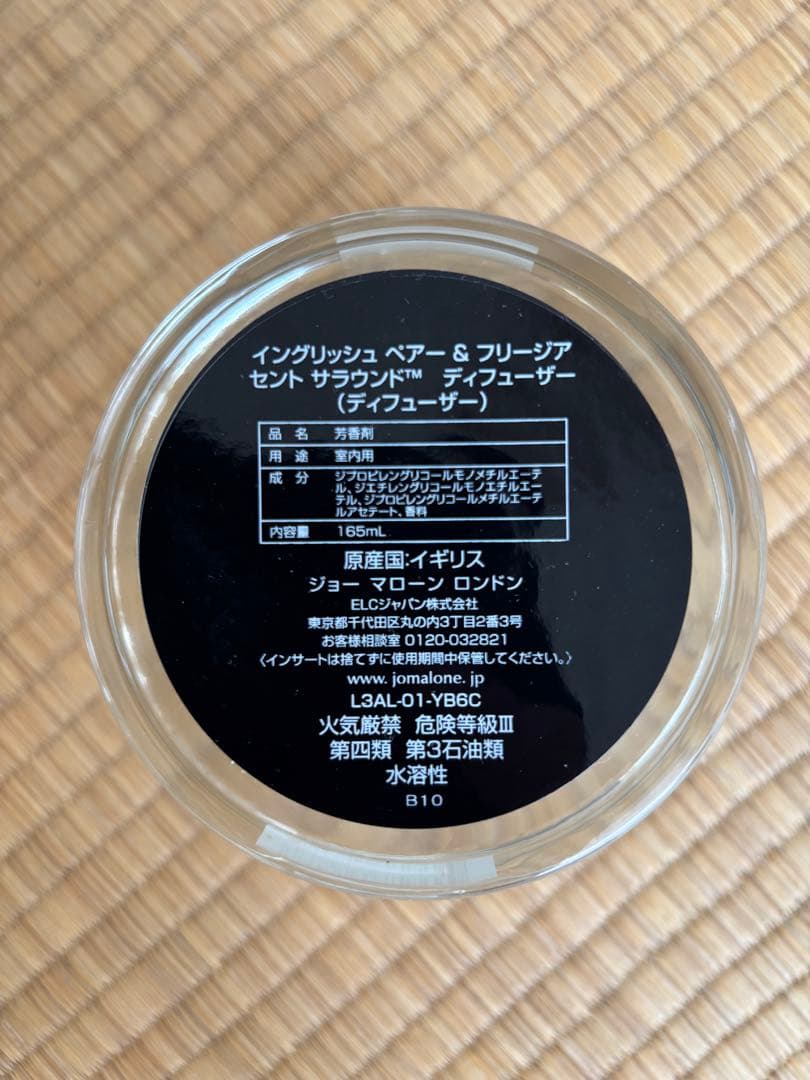 イングリッシュ ペアー & フリージア
セント サラウンド™ ディフューザー
(ディフューザー)
品 名 芳香剤
用 途 室内用
成 分 ジプロピレングリコールモノメチルエーテ
ル、ジエチレングリコールモノエチルエー
テル、ジプロピレングリコールメチルエーテ
ルアセテート、香料
内容量 165mL
原産国:イギリス
ジョー マローン ロンドン
ELCジャパン株式会社
東京都千代田区丸の内3丁目2番3号
お客様相談室 0120-032821
〈インサートは捨てずに使用期間中保管してください。〉
www. jomalone. jp
L3AL-01-YB6C
火気厳禁 危険等級Ⅲ
第四類 第3石油類
水溶性
B10